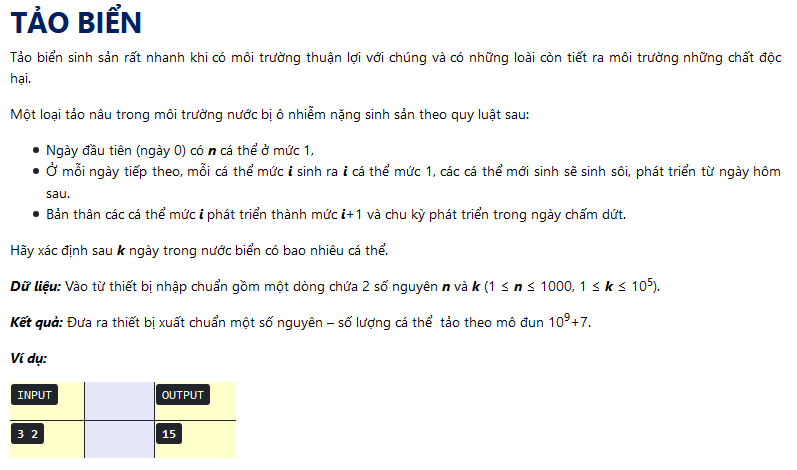 TẢO BIỂN
Tảo biển sinh sản rất nhanh khi có môi trường thuận lợi với chúng và có những loài còn tiết ra môi trường những chất độc
hại.
Một loại tảo nâu trong môi trường nước bị ô nhiễm nặng sinh sản theo quy luật sau:
• Ngày đầu tiên (ngày 0) có n cá thể ở mức 1,
• Ở mỗi ngày tiếp theo, mỗi cá thể mức i sinh ra i cá thể mức 1, các cá thể mới sinh sẽ sinh sôi, phát triển từ ngày hôm
sau.
• Bản thân các cá thể mức i phát triển thành mức i+1 và chu kỳ phát triển trong ngày chấm dứt.
Hãy xác định sau k ngày trong nước biển có bao nhiêu cá thể.
Dữ liệu: Vào từ thiết bị nhập chuẩn gồm một dòng chứa 2 số nguyên n và k (1 ≤ n ≤ 1000, 1 ≤ k ≤ 10⁵).
Kết quả: Đưa ra thiết bị xuất chuẩn một số nguyên – số lượng cá thể tảo theo mô đun 10⁹+7.
Ví dụ:
INPUT OUTPUT
3 2 15